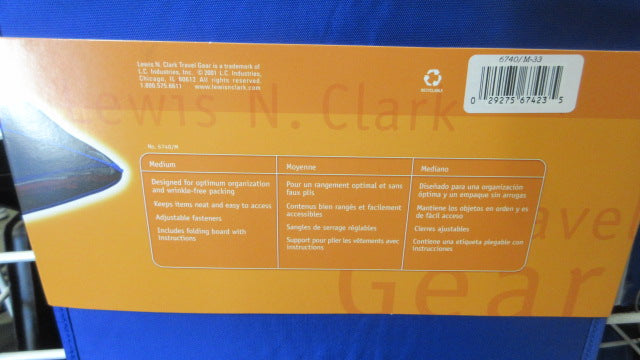 Lewis N. Clark Travel Gear is a trademark of
L.C. Industries, Inc. © 2001 L.C. Industries,
Chicago, IL 60613 All rights reserved.
1.800.575.8811 www.lewisnclark.com
RECYCLABLE
6740/M-33
0 29275 67423 5
Lewis N. Clark
No. 6740/M
Medium
Designed for optimum organization
and wrinkle-free packing
Keeps items neat and easy to access
Adjustable fasteners
Includes folding board with
instructions
Moyenne
Pour un rangement optimal et sans
faux plis
Contenus bien rangés et facilement
accessibles
Sangles de serrage réglables
Support pour plier les vêtements avec
instructions
Mediano
Diseñado para una organización
óptima y un empaque sin arrugas
Mantiene los objetos en orden y es
de fácil acceso
Cierres ajustables
Contiene una etiqueta plegable con
instrucciones
avel
Gear